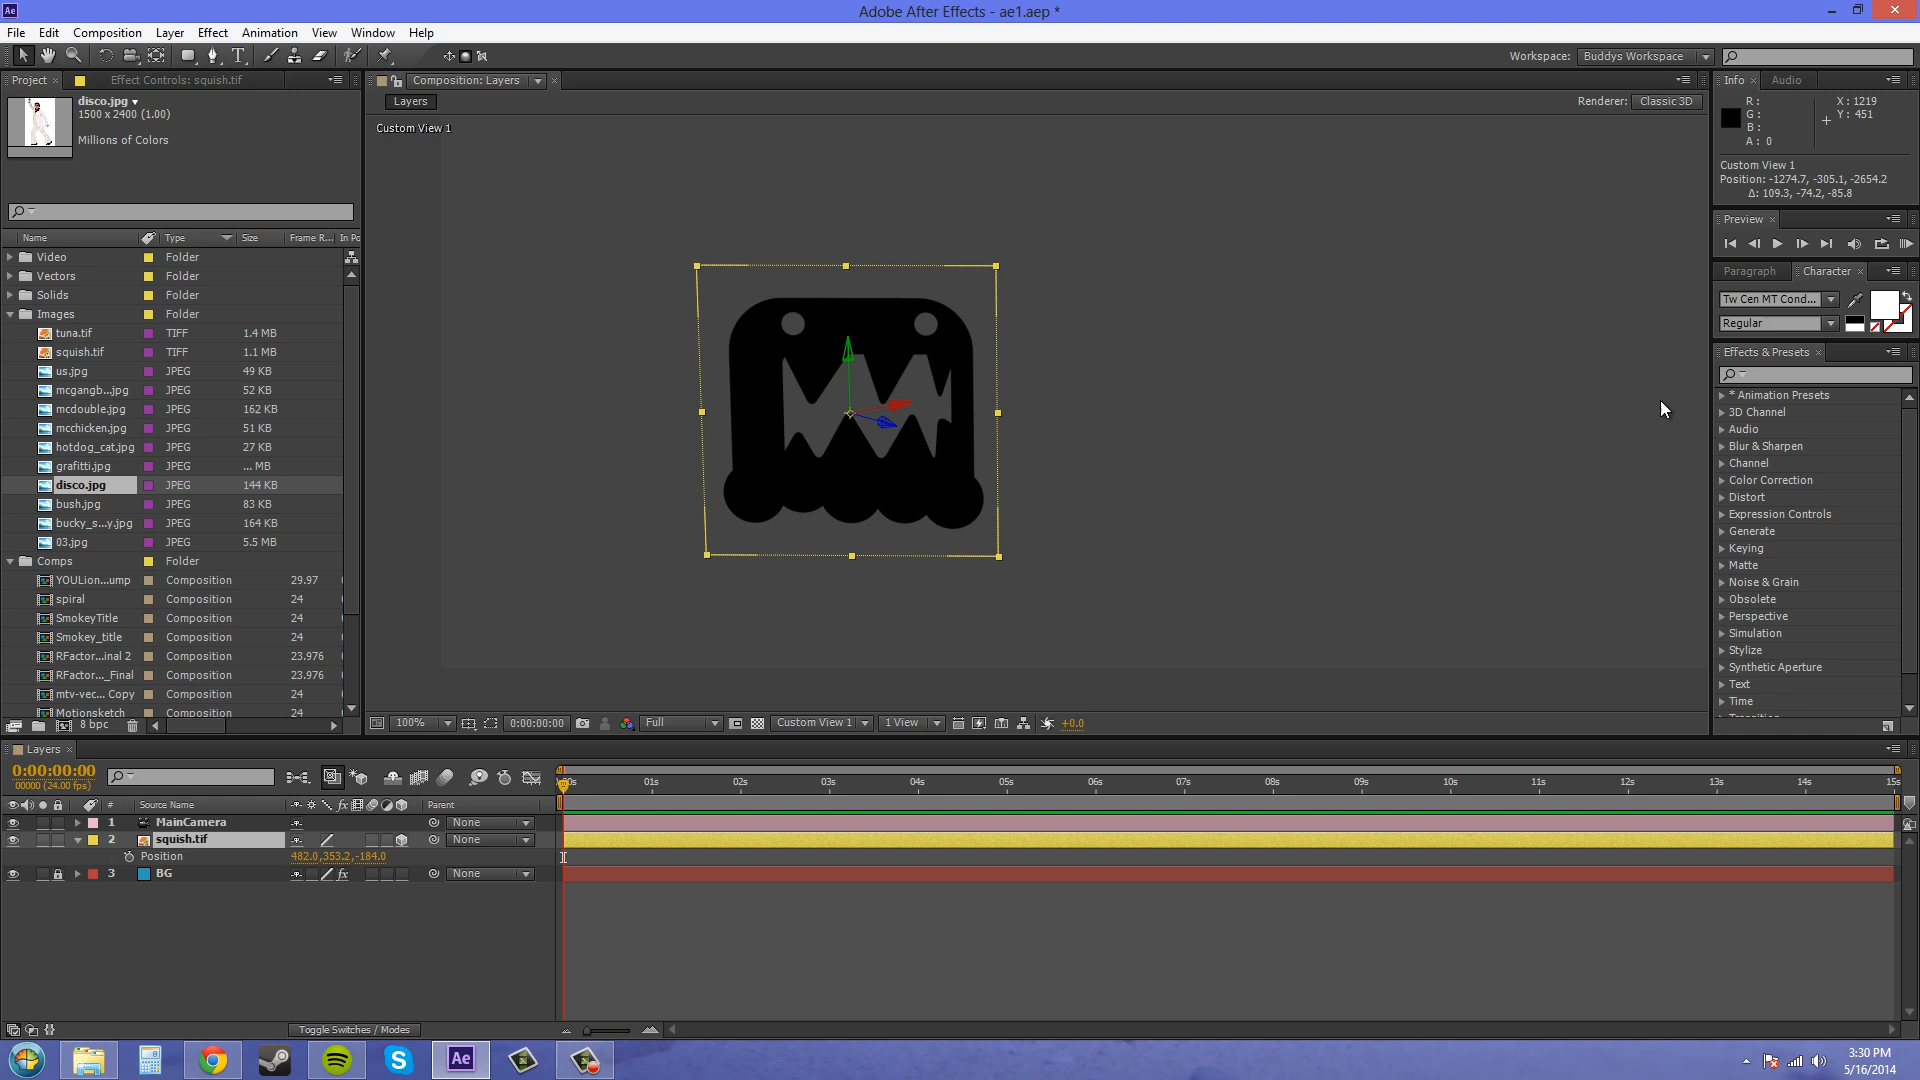 Ae
Adobe After Effects - ae1.aep *
File Edit Composition Layer Effect Animation View Window Help
Workspace: Buddys Workspace
Project Effect Controls: squish.tif
disco.jpg
1500 x 2400 (1.00)
Millions of Colors
Name Type Size Frame R... In Po
Video Folder
Vectors Folder
Solids Folder
Images Folder
tuna.tif TIFF 1.4 MB
squish.tif TIFF 1.1 MB
us.jpg JPEG 49 KB
mcgangb...jpg JPEG 52 KB
mcdouble.jpg JPEG 162 KB
mcchicken.jpg JPEG 51 KB
hotdog_cat.jpg JPEG 27 KB
grafitti.jpg JPEG ... MB
disco.jpg JPEG 144 KB
bush.jpg JPEG 83 KB
bucky_s...y.jpg JPEG 164 KB
03.jpg JPEG 5.5 MB
Comps Folder
YOULion...ump Composition 29.97
spiral Composition 24
SmokeyTitle Composition 24
Smokey_title Composition 24
RFactor...inal 2 Composition 23.976
RFactor..._Final Composition 23.976
mtv-vec... Copy Composition 24
Motionsketch Composition 24
8 bpc
Composition: Layers
Layers
Renderer: Classic 3D
Custom View 1
100% 0:00:00:00 Full Custom View 1 1 View +0.0
Info Audio
R :
G :
B :
A : 0
X : 1219
Y : 451
Custom View 1
Position: -1274.7, -305.1, -2654.2
Δ: 109.3, -74.2, -85.8
Preview
Paragraph Character
Tw Cen MT Cond...
Regular
Effects & Presets
* Animation Presets
3D Channel
Audio
Blur & Sharpen
Channel
Color Correction
Distort
Expression Controls
Generate
Keying
Matte
Noise & Grain
Obsolete
Perspective
Simulation
Stylize
Synthetic Aperture
Text
Time
Transition
Layers
0:00:00:00
00000 (24.00 fps)
01s 02s 03s 04s 05s 06s 07s 08s 09s 10s 11s 12s 13s 14s 15s
# Source Name fx Parent
1 MainCamera None
2 squish.tif None
Position 482.0,353.2,-184.0
3 BG fx None
Toggle Switches / Modes
Ae
3:30 PM
5/16/2014